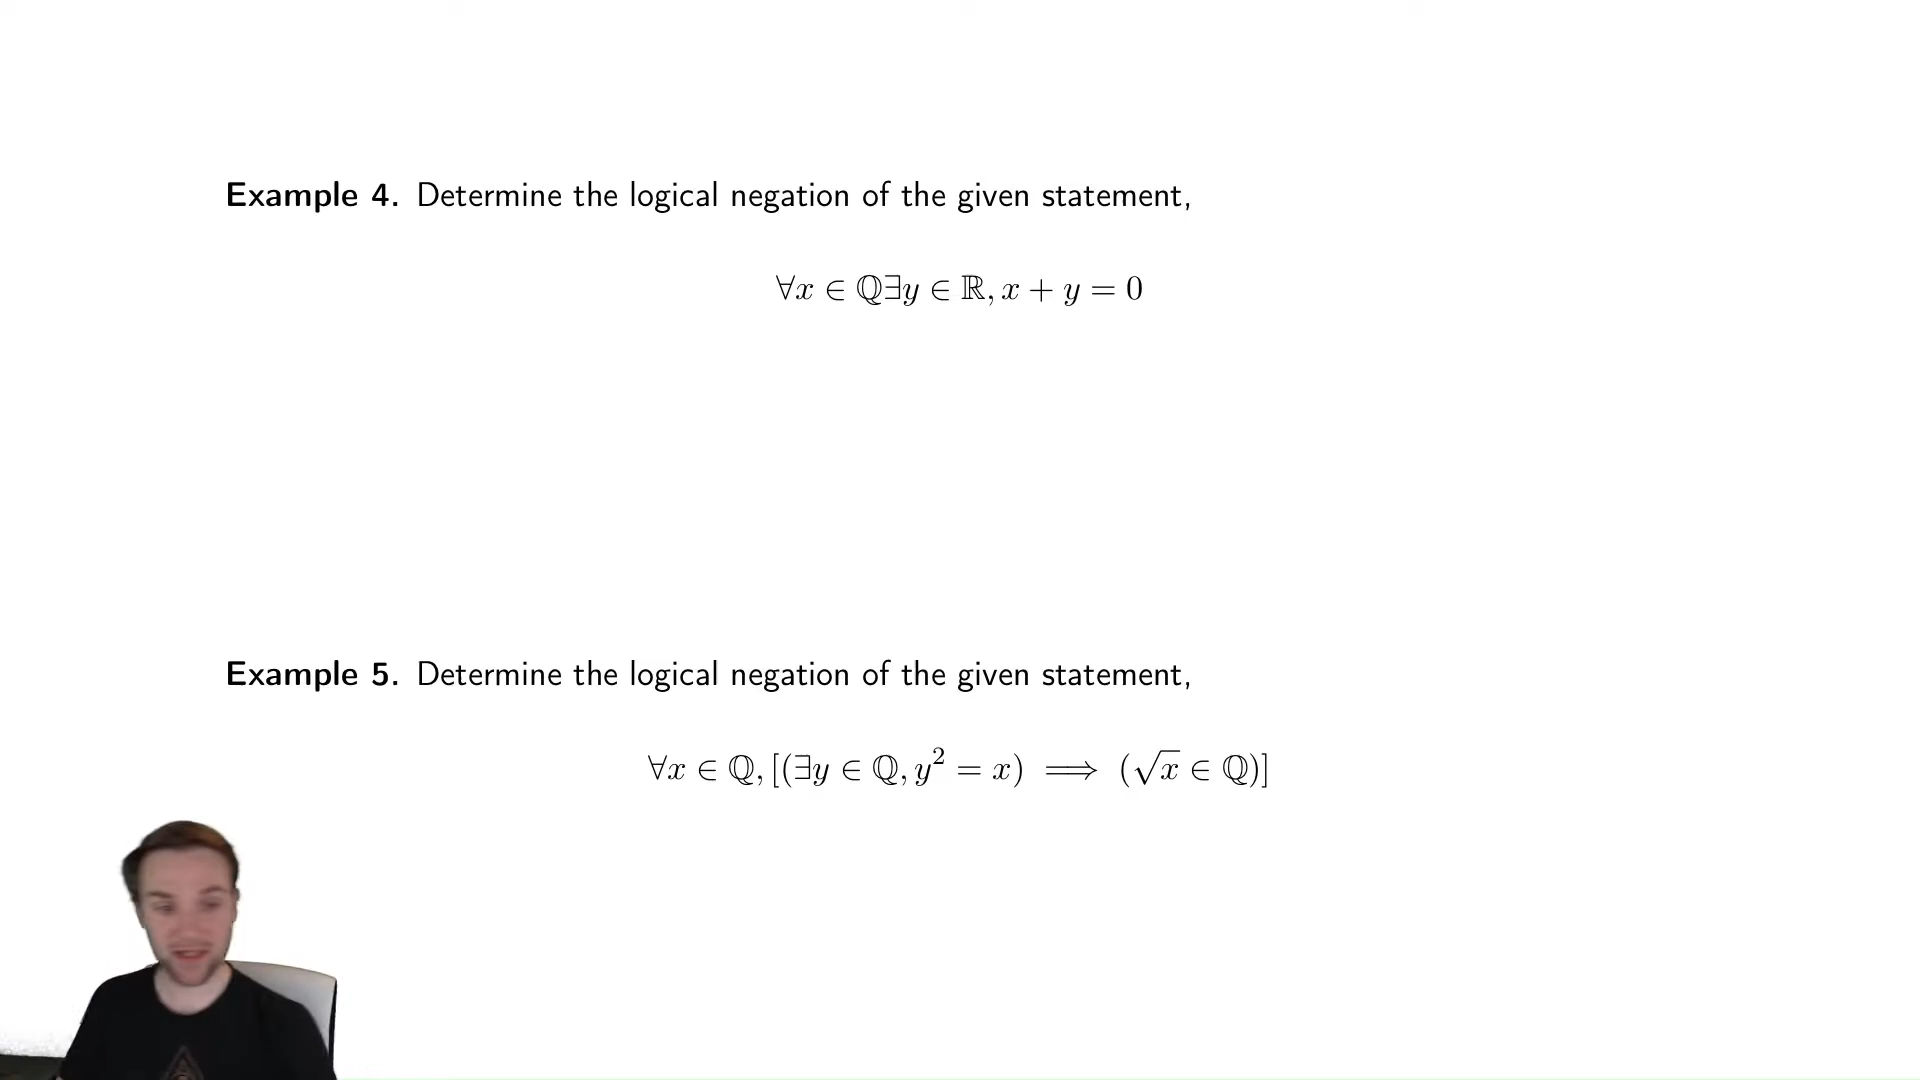 Example 4. Determine the logical negation of the given statement,
∀x ∈ ℚ∃y ∈ ℝ, x + y = 0
Example 5. Determine the logical negation of the given statement,
∀x ∈ ℚ, [(∃y ∈ ℚ, y² = x) ⟹ (√x ∈ ℚ)]